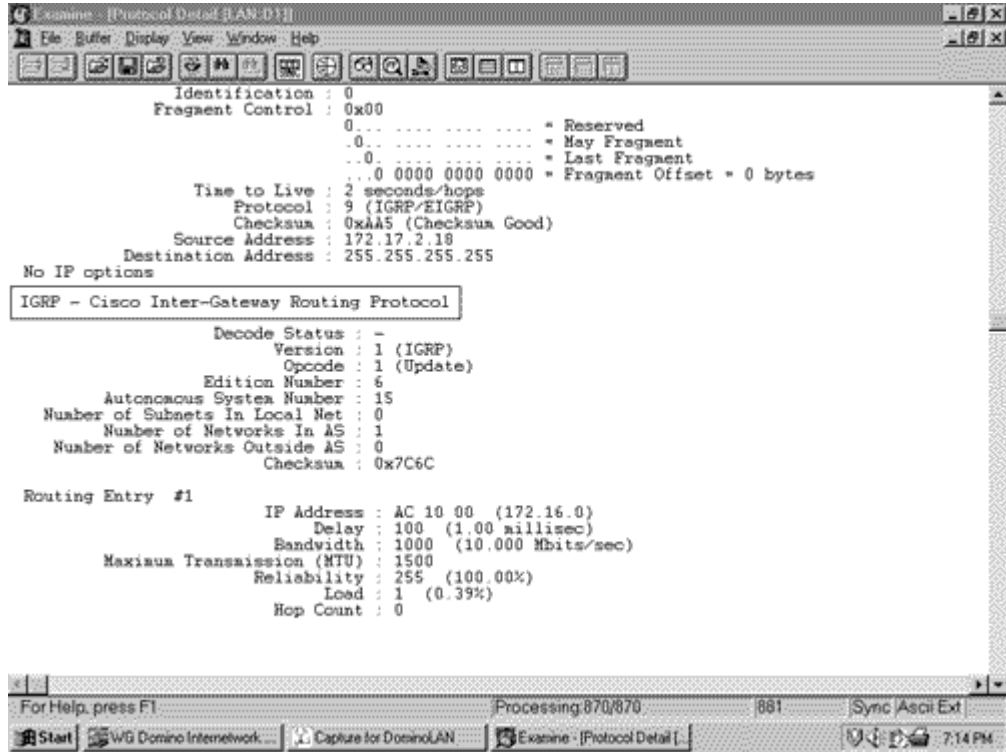 Examine - [Protocol Detail [LAN:D1]]
File Buffer Display View Window Help
Identification : 0
Fragment Control : 0x00
0... .... .... .... = Reserved
.0.. .... .... .... = May Fragment
..0. .... .... .... = Last Fragment
...0 0000 0000 0000 = Fragment Offset = 0 bytes
Time to Live : 2 seconds/hops
Protocol : 9 (IGRP/EIGRP)
Checksum : 0xAA5 (Checksum Good)
Source Address : 172.17.2.18
Destination Address : 255.255.255.255
No IP options
IGRP - Cisco Inter-Gateway Routing Protocol
Decode Status : -
Version : 1 (IGRP)
Opcode : 1 (Update)
Edition Number : 6
Autonomous System Number : 15
Number of Subnets In Local Net : 0
Number of Networks In AS : 1
Number of Networks Outside AS : 0
Checksum : 0x7C6C
Routing Entry #1
IP Address : AC 10 00 (172.16.0)
Delay : 100 (1.00 millisec)
Bandwidth : 1000 (10.000 Mbits/sec)
Maximum Transmission (MTU) : 1500
Reliability : 255 (100.00%)
Load : 1 (0.39%)
Hop Count : 0
For Help, press F1 Processing:870/870 881 Sync Ascii Ext
Start WG Domino Internetwork ... Capture for DominoLAN Examine - [Protocol Detail [... 7:14 PM